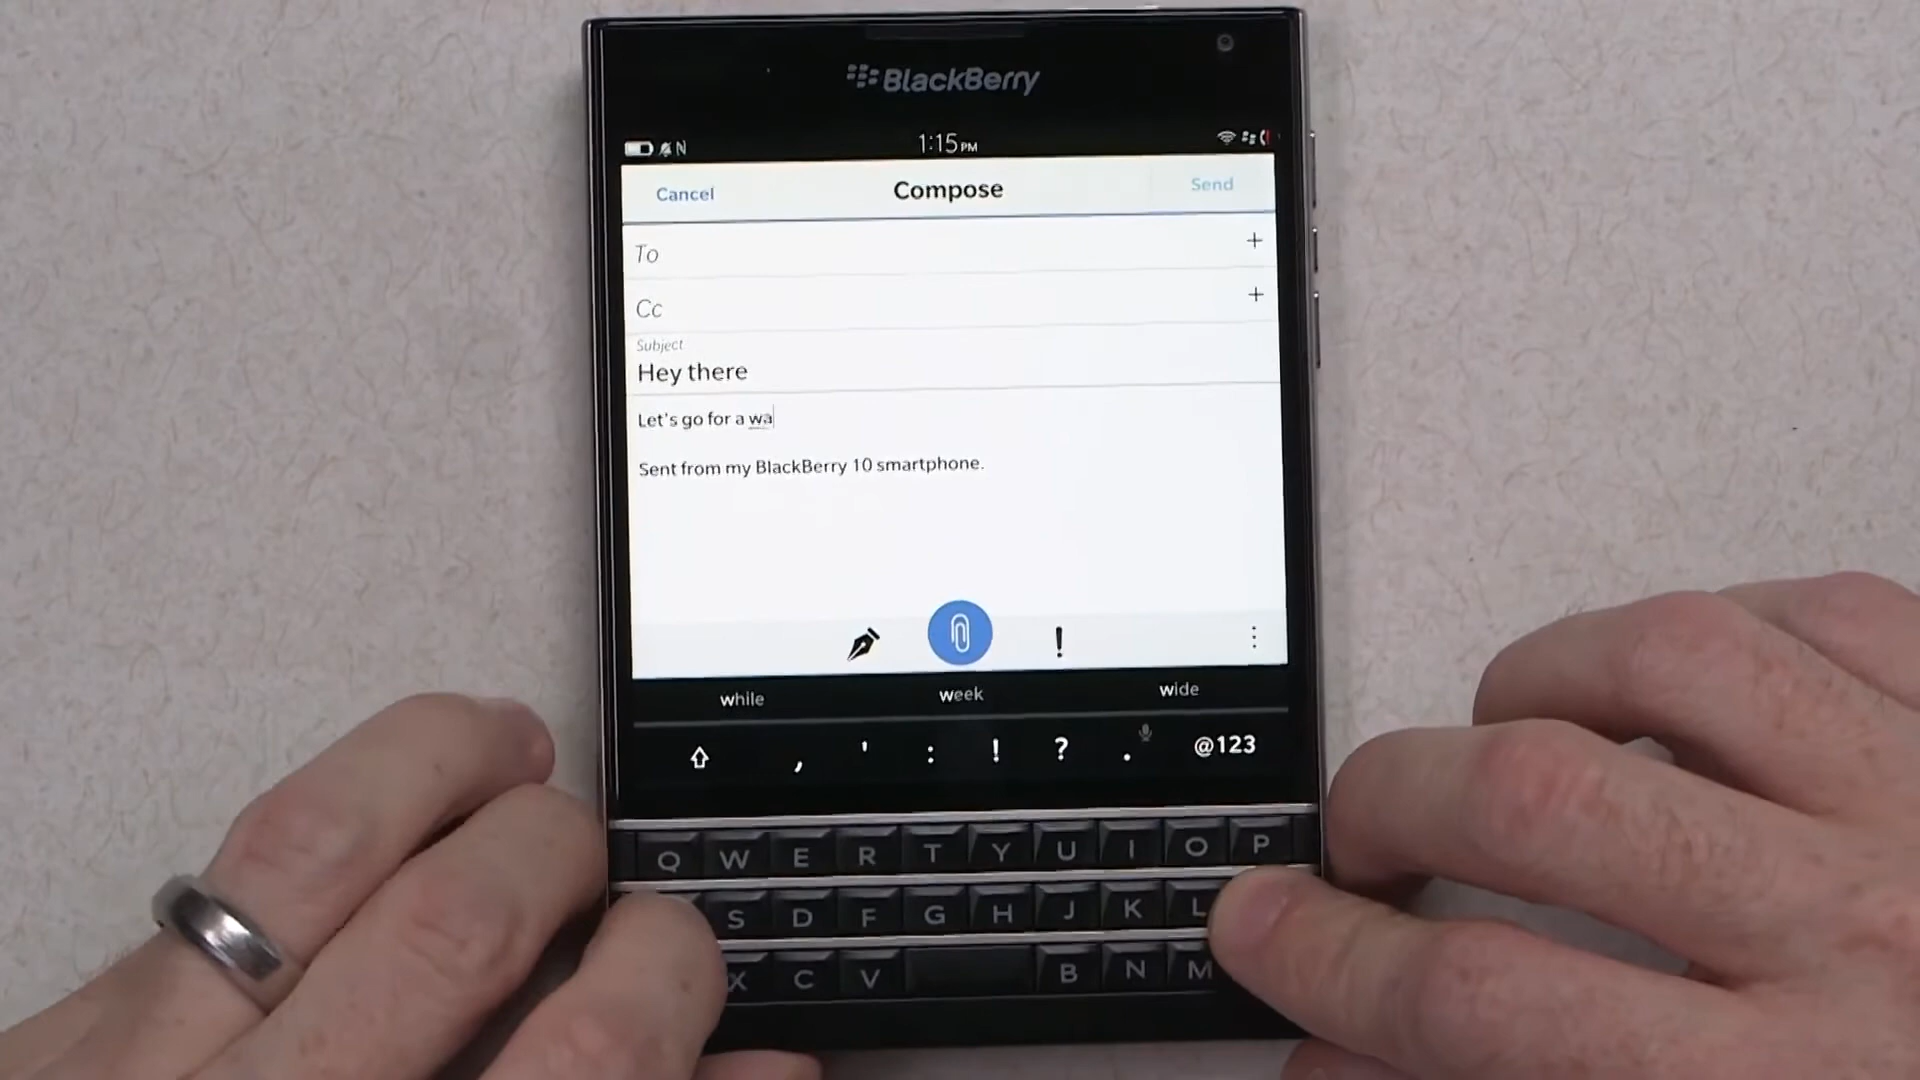 BlackBerry
N 1:15 PM
Cancel Compose Send
To +
Cc +
Subject
Hey there
Let's go for a wa
Sent from my BlackBerry 10 smartphone.
!
while week wide
, ' : ! ? . @123
Q W E R T Y U I O P
S D F G H J K L
X C V B N M